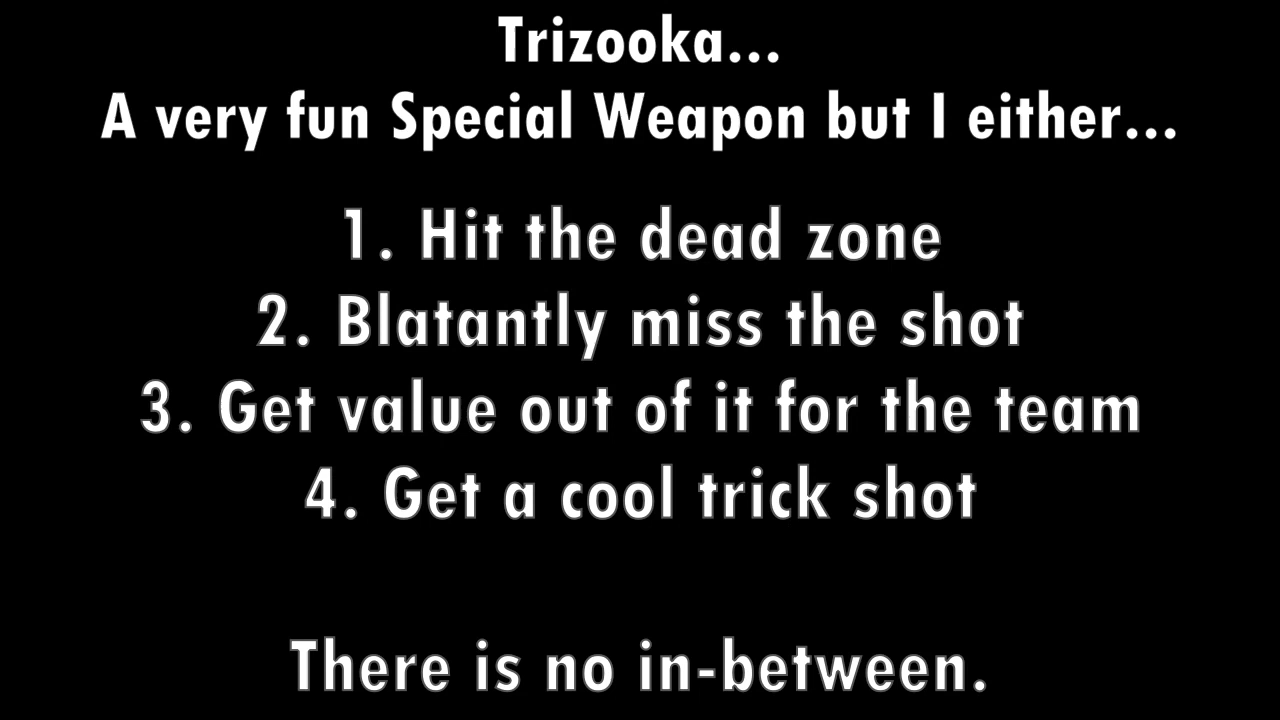 Trizooka...
A very fun Special Weapon but I either...
1. Hit the dead zone
2. Blatantly miss the shot
3. Get value out of it for the team
4. Get a cool trick shot
There is no in-between.